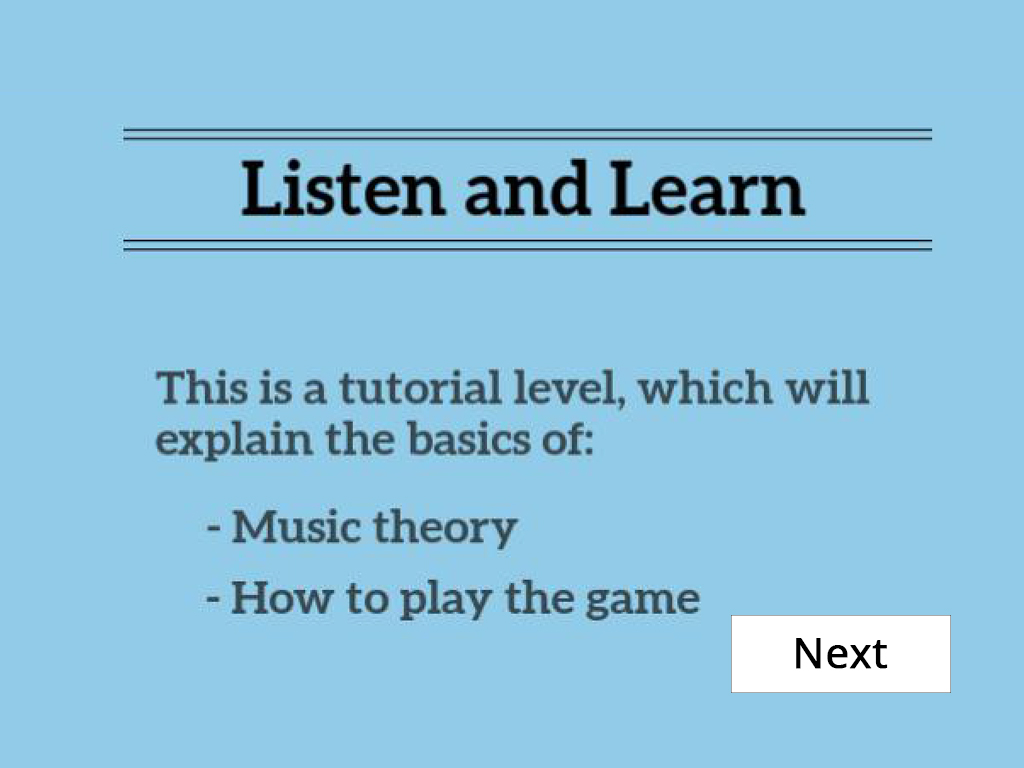 Listen and Learn
This is a tutorial level, which will
explain the basics of:
- Music theory
- How to play the game
Next